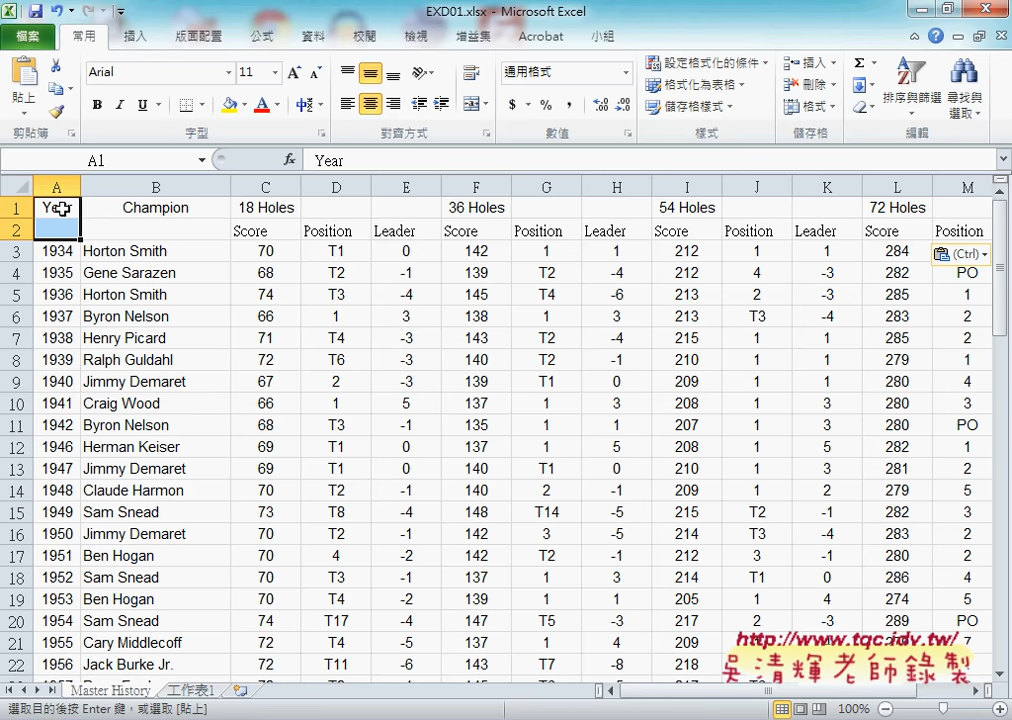 EXD01.xlsx - Microsoft Excel
檔案 常用 插入 版面配置 公式 資料 校閱 檢視 增益集 Acrobat 小組
貼上 Arial 11 通用格式 設定格式化的條件 格式化為表格 儲存格樣式 插入 刪除 格式 排序與篩選 尋找與選取
剪貼簿 字型 對齊方式 數值 樣式 儲存格 編輯
A1 fx Year
A B C D E F G H I J K L M
1 Year Champion 18 Holes 36 Holes 54 Holes 72 Holes
2 Score Position Leader Score Position Leader Score Position Leader Score Position
3 1934 Horton Smith 70 T1 0 142 1 1 212 1 1 284 (Ctrl)
4 1935 Gene Sarazen 68 T2 -1 139 T2 -4 212 4 -3 282 PO
5 1936 Horton Smith 74 T3 -4 145 T4 -6 213 2 -3 285 1
6 1937 Byron Nelson 66 1 3 138 1 3 213 T3 -4 283 2
7 1938 Henry Picard 71 T4 -3 143 T2 -4 215 1 1 285 2
8 1939 Ralph Guldahl 72 T6 -3 140 T2 -1 210 1 1 279 1
9 1940 Jimmy Demaret 67 2 -3 139 T1 0 209 1 1 280 4
10 1941 Craig Wood 66 1 5 137 1 3 208 1 3 280 3
11 1942 Byron Nelson 68 T3 -1 135 1 1 207 1 3 280 PO
12 1946 Herman Keiser 69 T1 0 137 1 5 208 1 5 282 1
13 1947 Jimmy Demaret 69 T1 0 140 T1 0 210 1 3 281 2
14 1948 Claude Harmon 70 T2 -1 140 2 -1 209 1 2 279 5
15 1949 Sam Snead 73 T8 -4 148 T14 -5 215 T2 -1 282 3
16 1950 Jimmy Demaret 70 T2 -1 142 3 -5 214 T3 -4 283 2
17 1951 Ben Hogan 70 4 -2 142 T2 -1 212 3 -1 280 2
18 1952 Sam Snead 70 T3 -1 137 1 3 214 T1 0 286 4
19 1953 Ben Hogan 70 T4 -2 139 1 1 205 1 4 274 5
20 1954 Sam Snead 74 T17 -4 147 T5 -3 217 2 -3 289 PO
21 1955 Cary Middlecoff 72 T4 -5 137 1 4 209 7
22 1956 Jack Burke Jr. 72 T11 -6 143 T7 -8 218
http://www.tqc.idv.tw/
吳清輝老師錄製
Master History 工作表1
選取目的後按 Enter 鍵，或選取 [貼上] 100%